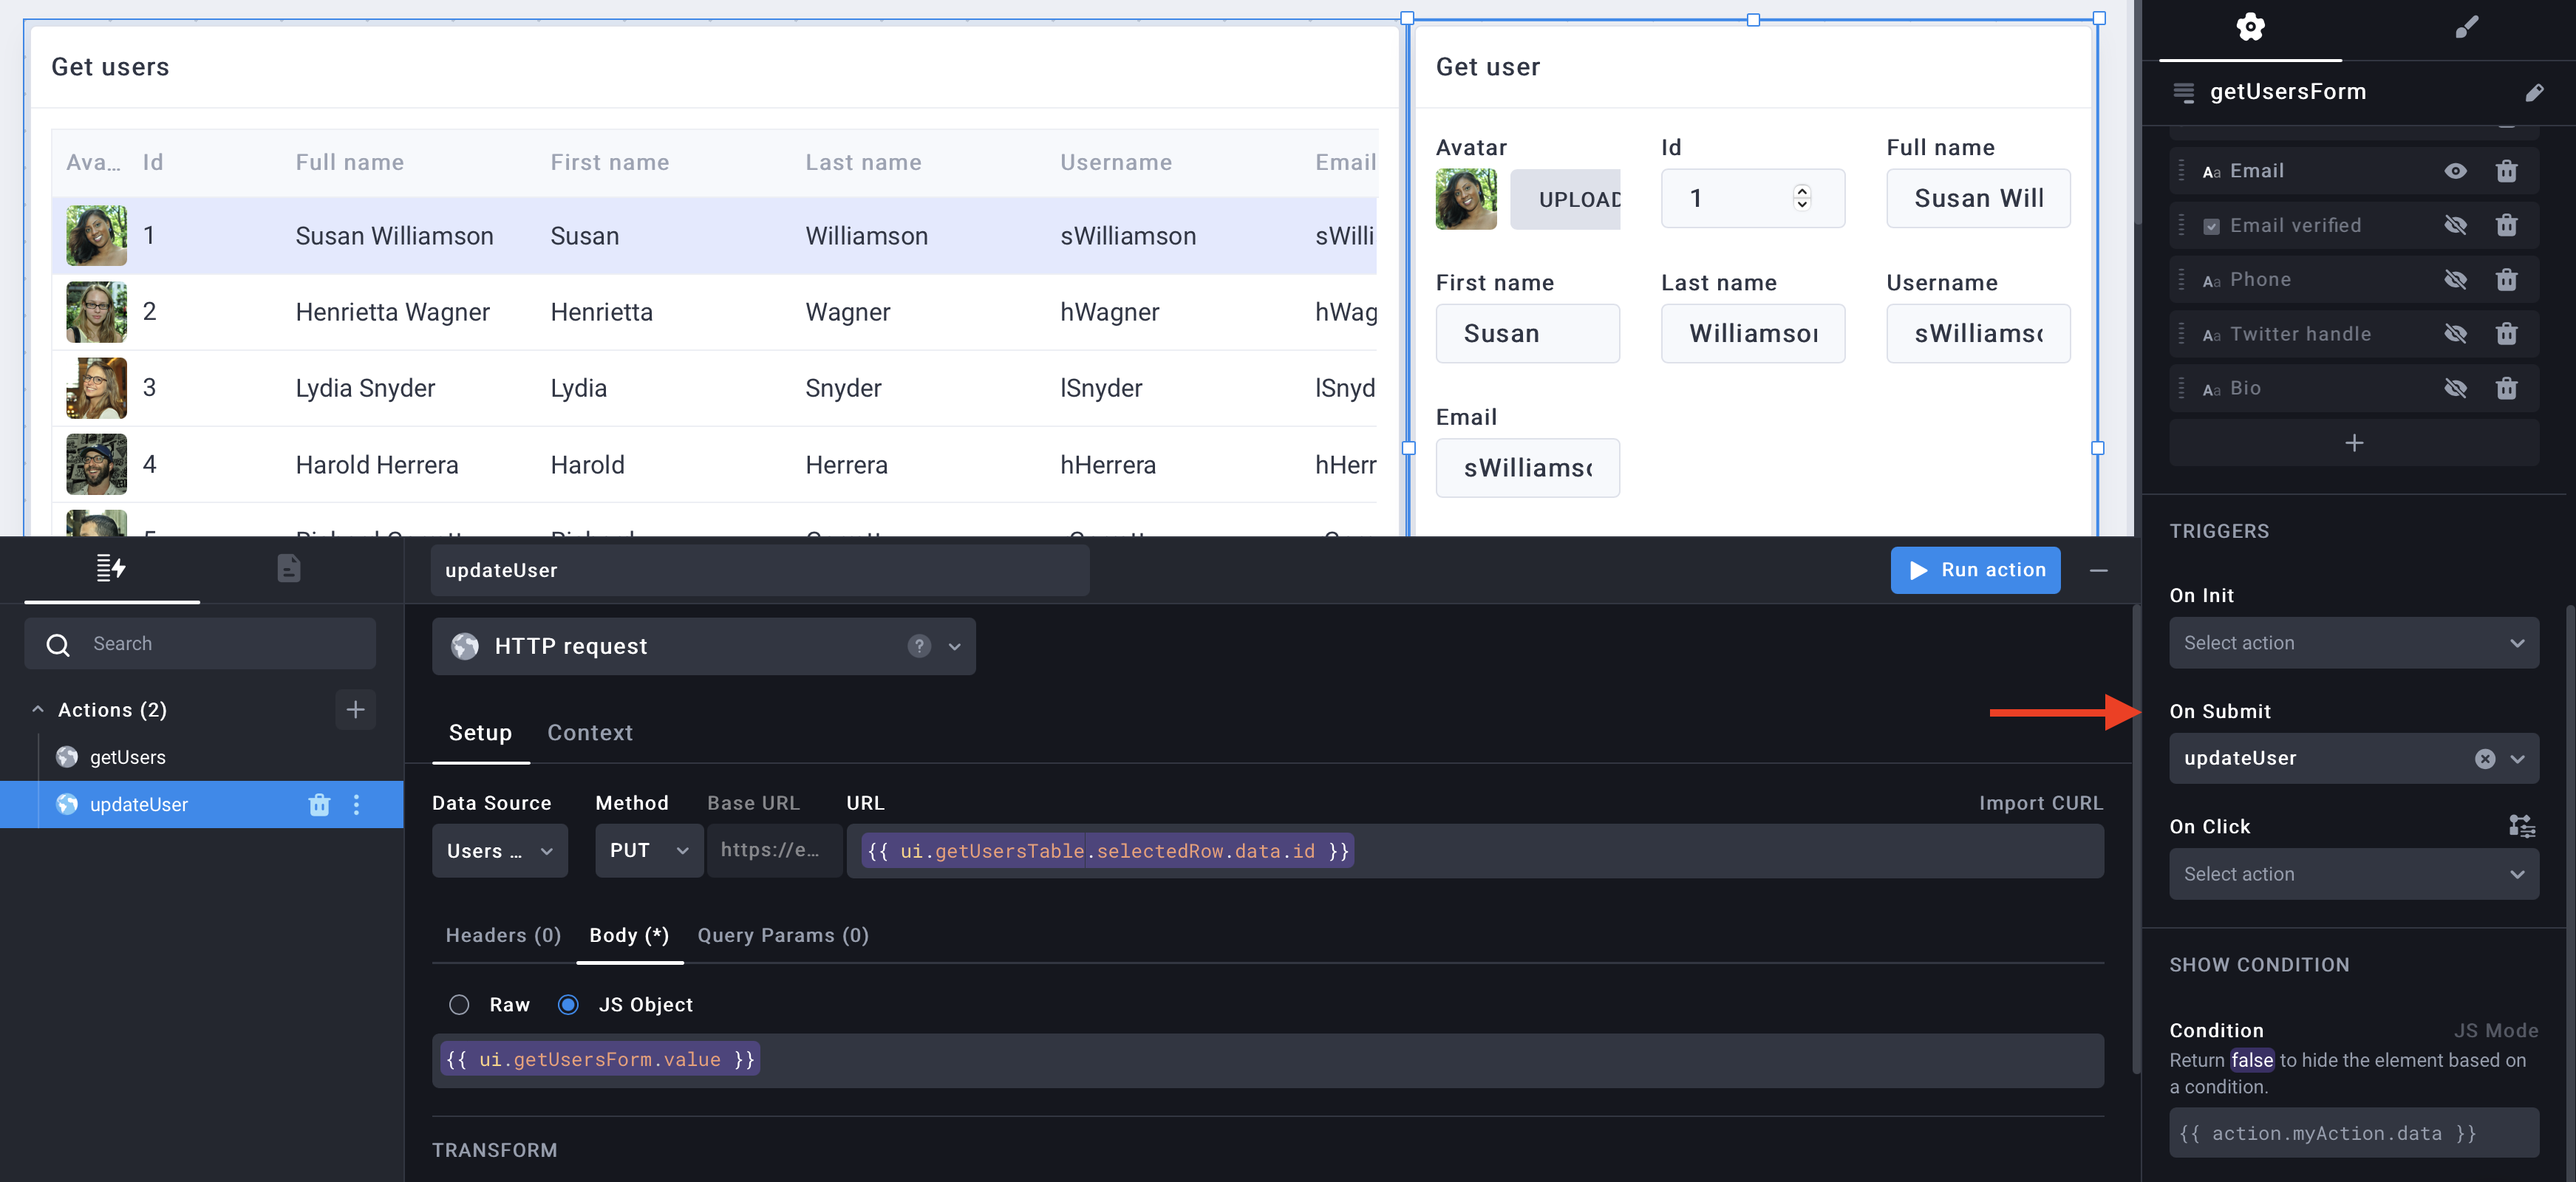 Get users
Ava... Id Full name First name Last name Username Email
1 Susan Williamson Susan Williamson sWilliamson sWilli
2 Henrietta Wagner Henrietta Wagner hWagner hWag
3 Lydia Snyder Lydia Snyder lSnyder lSnyd
4 Harold Herrera Harold Herrera hHerrera hHerr
Get user
Avatar Id Full name
UPLOAD 1 Susan Will
First name Last name Username
Susan Williamso sWilliams
Email
sWilliams
getUsersForm
Aa Email
Email verified
Aa Phone
Aa Twitter handle
Aa Bio
+
TRIGGERS
On Init
Select action
On Submit
updateUser
On Click
Select action
SHOW CONDITION
Condition JS Mode
Return false to hide the element based on
a condition.
{{ action.myAction.data }}
Search
Actions (2) +
getUsers
updateUser
updateUser
Run action
HTTP request ?
Setup Context
Data Source Method Base URL URL Import CURL
Users ... PUT https://e... {{ ui.getUsersTable.selectedRow.data.id }}
Headers (0) Body (*) Query Params (0)
Raw JS Object
{{ ui.getUsersForm.value }}
TRANSFORM